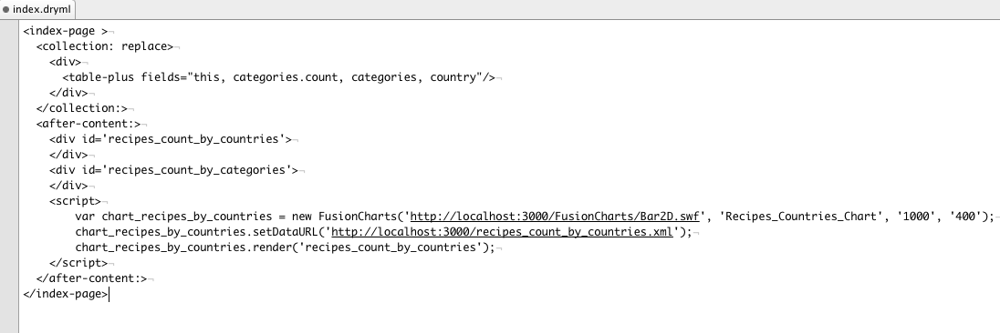 index.dryml
<index-page >¬
  <collection: replace>¬
    <div>¬
      <table-plus fields="this, categories.count, categories, country"/>¬
    </div>¬
  </collection:>¬
  <after-content:>¬
    <div id='recipes_count_by_countries'>¬
    </div>¬
    <div id='recipes_count_by_categories'>¬
    </div>¬
    <script>¬
        var chart_recipes_by_countries = new FusionCharts('http://localhost:3000/FusionCharts/Bar2D.swf', 'Recipes_Countries_Chart', '1000', '400');¬
        chart_recipes_by_countries.setDataURL('http://localhost:3000/recipes_count_by_countries.xml');¬
        chart_recipes_by_countries.render('recipes_count_by_countries');¬
    </script>¬
  </after-content:>¬
</index-page>